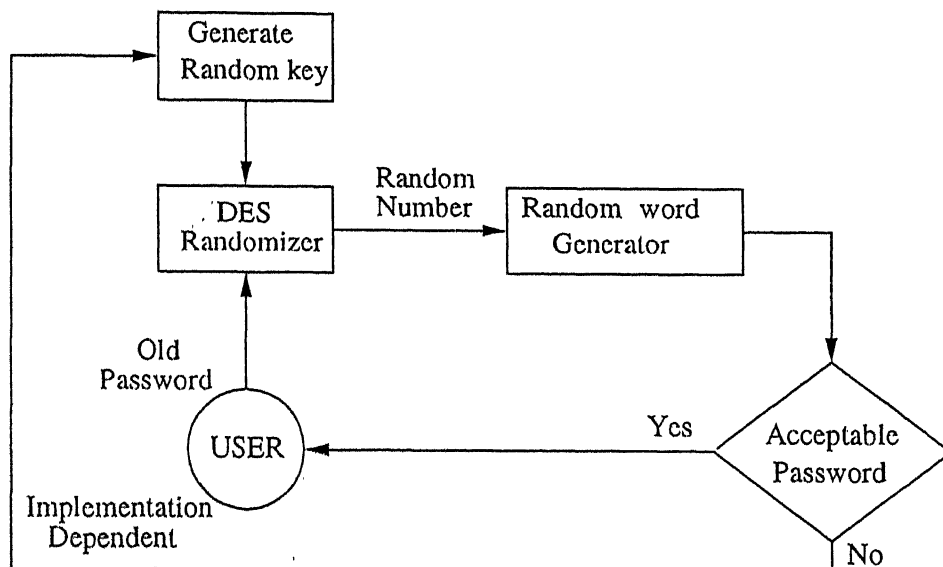 Generate
Random key
DES
Randomizer
Random
Number
Random word
Generator
Old
Password
USER
Yes
Acceptable
Password
Implementation
Dependent
No